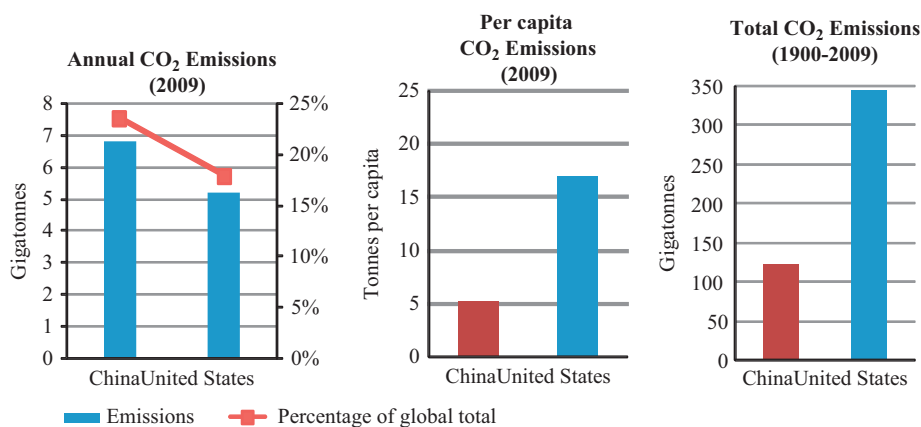 Annual CO₂ Emissions
(2009)
8
7
6
5
4
3
2
1
0
Gigatonnes
25%
20%
15%
10%
5%
0%
ChinaUnited States
Emissions
Percentage of global total
Per capita
CO₂ Emissions
(2009)
25
20
15
10
5
0
Tonnes per capita
ChinaUnited States
Total CO₂ Emissions
(1900-2009)
350
300
250
200
150
100
50
0
Gigatonnes
ChinaUnited States